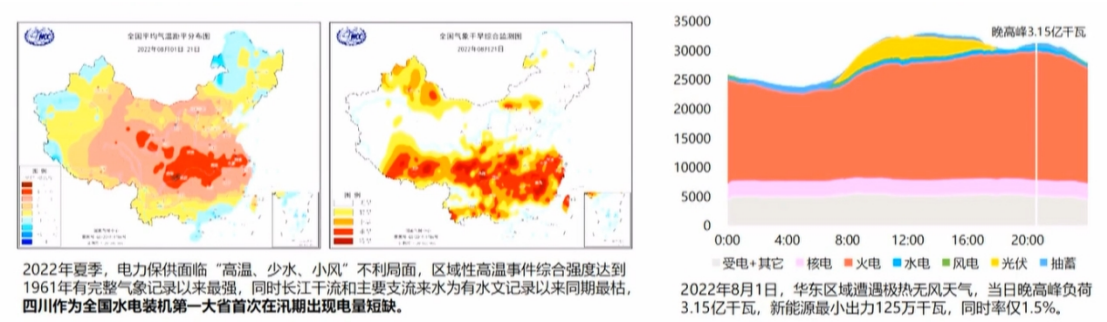 全国平均气温距平分布图
2022年08月01日 21日
图例
全国气象干旱综合监测图
2022年08月21日
图例
2022年夏季，电力保供面临“高温、少水、小风”不利局面，区域性高温事件综合强度达到
1961年有完整气象记录以来最强，同时长江干流和主要支流来水为有水文记录以来同期最枯，
四川作为全国水电装机第一大省首次在汛期出现电量短缺。
35000
30000
25000
20000
15000
10000
5000
0
晚高峰3.15亿千瓦
0:00 4:00 8:00 12:00 16:00 20:00
受电+其它 核电 火电 水电 风电 光伏 抽蓄
2022年8月1日，华东区域遭遇极热无风天气，当日晚高峰负荷
3.15亿千瓦，新能源最小出力125万千瓦，同时率仅1.5%。